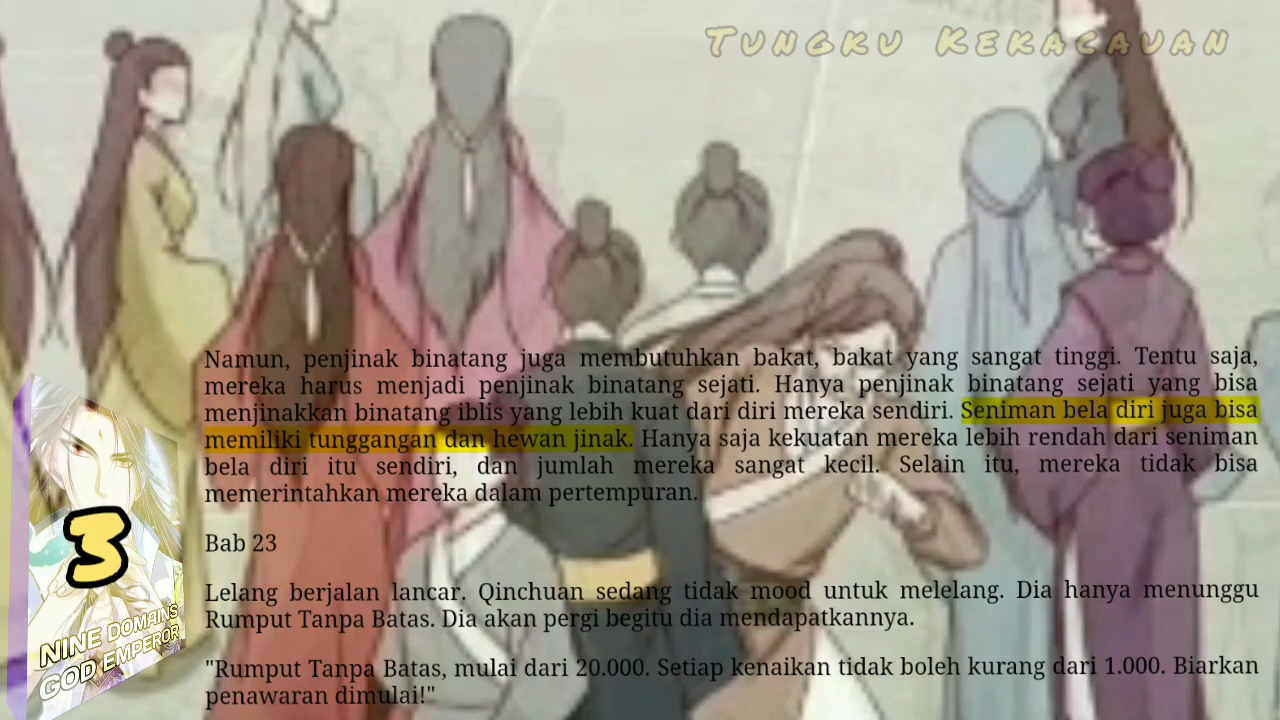 Tungku Kekacauan
Namun, penjinak binatang juga membutuhkan bakat, bakat yang sangat tinggi. Tentu saja,
mereka harus menjadi penjinak binatang sejati. Hanya penjinak binatang sejati yang bisa
menjinakkan binatang iblis yang lebih kuat dari diri mereka sendiri. Seniman bela diri juga bisa
memiliki tunggangan dan hewan jinak. Hanya saja kekuatan mereka lebih rendah dari seniman
bela diri itu sendiri, dan jumlah mereka sangat kecil. Selain itu, mereka tidak bisa
memerintahkan mereka dalam pertempuran.
Bab 23
Lelang berjalan lancar. Qinchuan sedang tidak mood untuk melelang. Dia hanya menunggu
Rumput Tanpa Batas. Dia akan pergi begitu dia mendapatkannya.
"Rumput Tanpa Batas, mulai dari 20.000. Setiap kenaikan tidak boleh kurang dari 1.000. Biarkan
penawaran dimulai!"
3
NINE DOMAINS
GOD EMPEROR